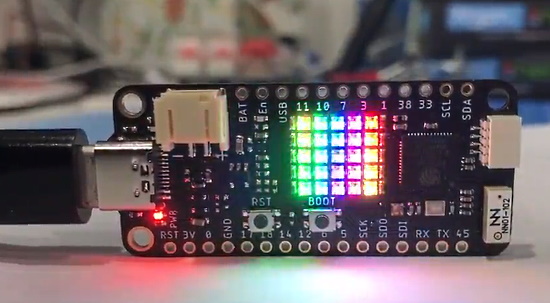 BAT En USB 11 10 7 3 1 38 33 SCL SDA
RST BOOT
PWR
NN
NN01-102
RST 3V 0 GND 17 18 14 12 6 5 SCK SDO SDI RX TX 45